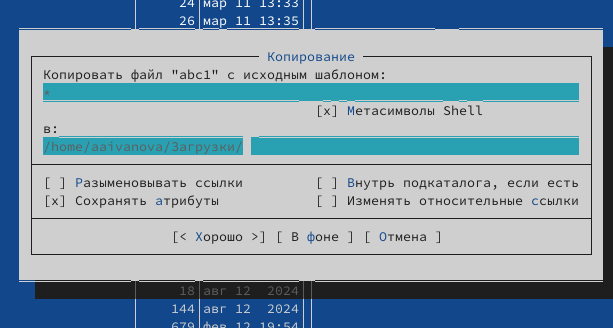 24 мар 11 13:33
26 мар 11 13:35
Копирование
Копировать файл "abc1" с исходным шаблоном:
*
[x] Метасимволы Shell
в:
/home/aaivanova/Загрузки/
[ ] Разыменовывать ссылки [ ] Внутрь подкаталога, если есть
[x] Сохранять атрибуты [ ] Изменять относительные ссылки
[< Хорошо >] [ В фоне ] [ Отмена ]
18 авг 12 2024
144 авг 12 2024
679 фев 12 19:54